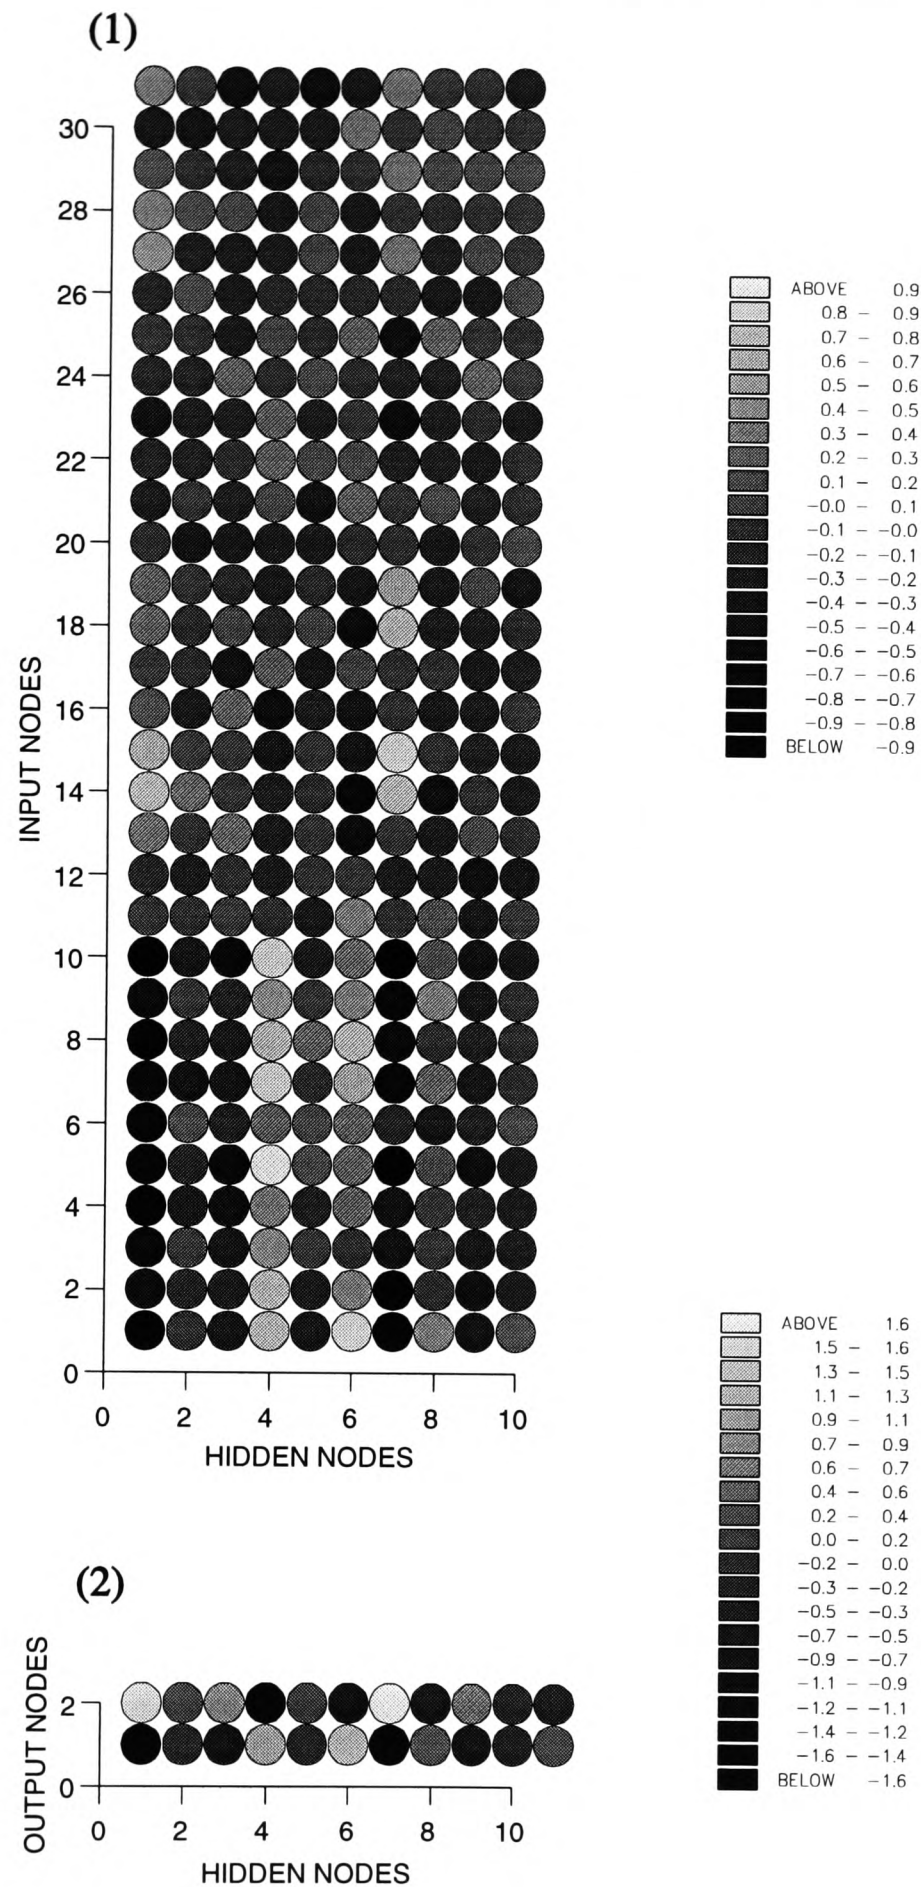 (1)
30
28
26
24
22
20
18
16
14
12
10
8
6
4
2
0
INPUT NODES
0 2 4 6 8 10
HIDDEN NODES
ABOVE 0.9
0.8 - 0.9
0.7 - 0.8
0.6 - 0.7
0.5 - 0.6
0.4 - 0.5
0.3 - 0.4
0.2 - 0.3
0.1 - 0.2
-0.0 - 0.1
-0.1 - -0.0
-0.2 - -0.1
-0.3 - -0.2
-0.4 - -0.3
-0.5 - -0.4
-0.6 - -0.5
-0.7 - -0.6
-0.8 - -0.7
-0.9 - -0.8
BELOW -0.9
(2)
2
0
OUTPUT NODES
0 2 4 6 8 10
HIDDEN NODES
ABOVE 1.6
1.5 - 1.6
1.3 - 1.5
1.1 - 1.3
0.9 - 1.1
0.7 - 0.9
0.6 - 0.7
0.4 - 0.6
0.2 - 0.4
0.0 - 0.2
-0.2 - 0.0
-0.3 - -0.2
-0.5 - -0.3
-0.7 - -0.5
-0.9 - -0.7
-1.1 - -0.9
-1.2 - -1.1
-1.4 - -1.2
-1.6 - -1.4
BELOW -1.6